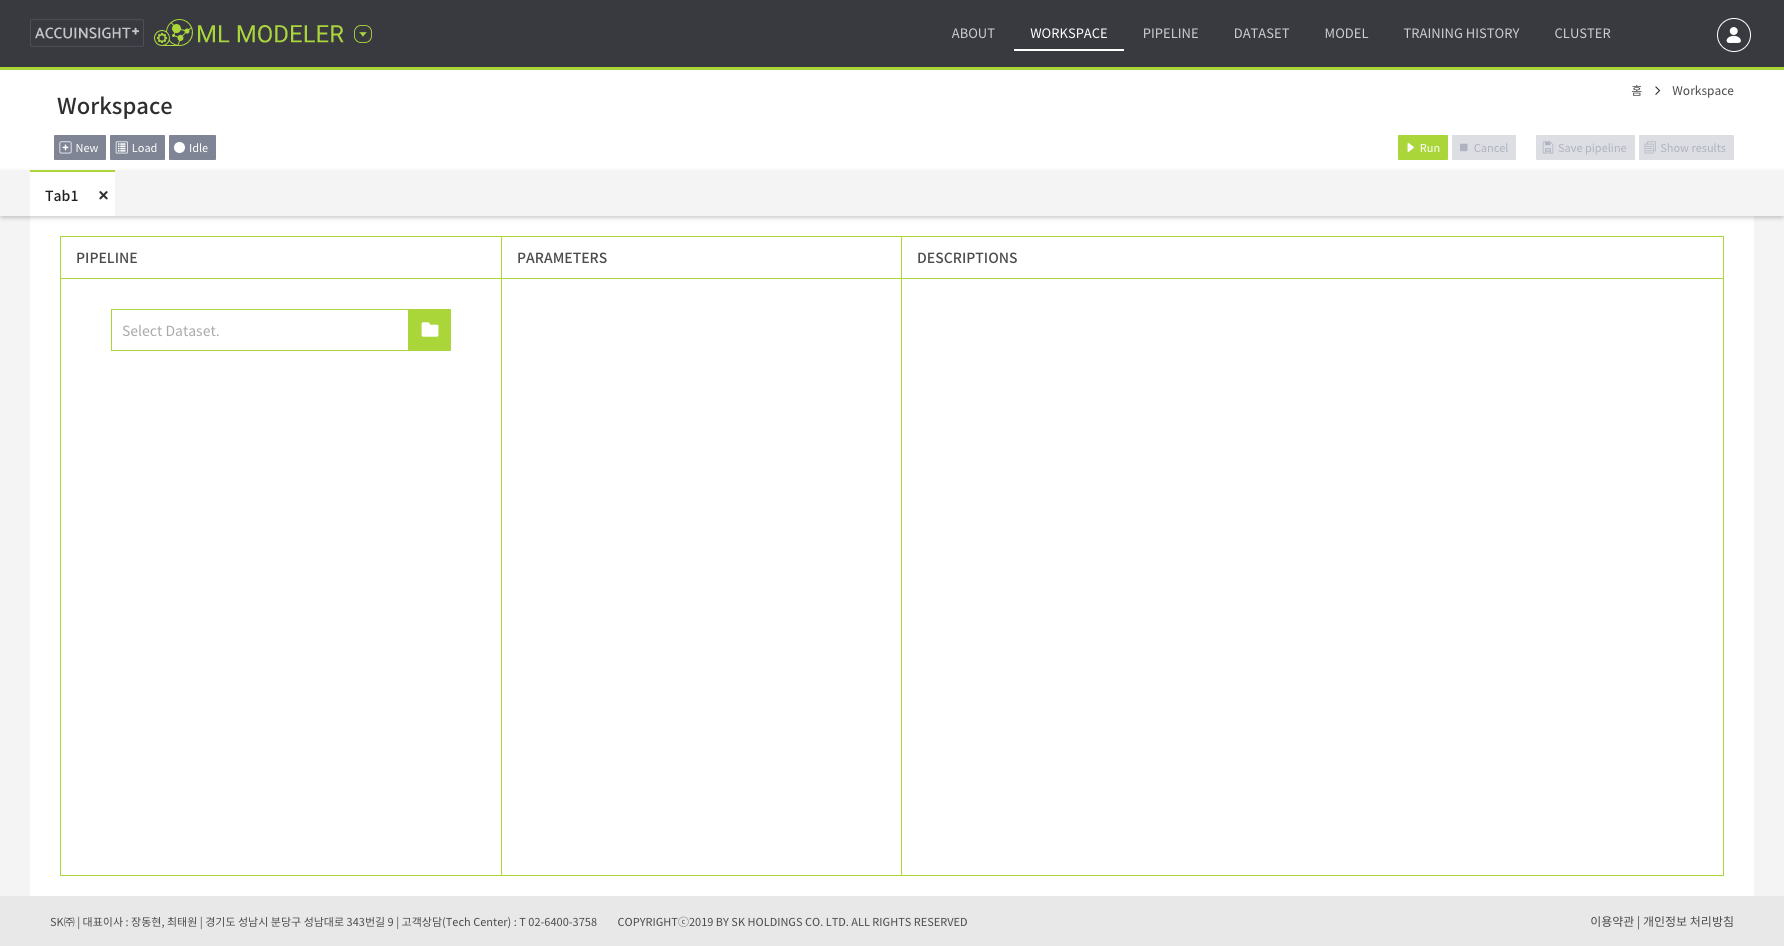 ACCUINSIGHT+ ML MODELER
ABOUT WORKSPACE PIPELINE DATASET MODEL TRAINING HISTORY CLUSTER
홈 > Workspace
Workspace
New Load Idle
Run Cancel Save pipeline Show results
Tab1 ×
PIPELINE PARAMETERS DESCRIPTIONS
Select Dataset.
SK㈜ | 대표이사 : 장동현, 최태원 | 경기도 성남시 분당구 성남대로 343번길 9 | 고객상담(Tech Center) : T 02-6400-3758 COPYRIGHTⓒ2019 BY SK HOLDINGS CO. LTD. ALL RIGHTS RESERVED
이용약관 | 개인정보 처리방침